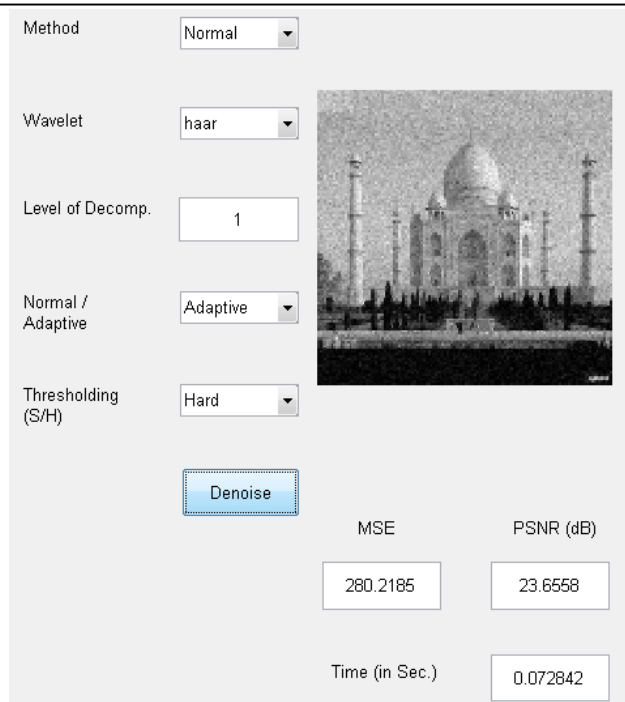 Method
Normal
Wavelet
haar
Level of Decomp.
1
Normal /
Adaptive
Adaptive
Thresholding
(S/H)
Hard
Denoise
MSE
PSNR (dB)
280.2185
23.6558
Time (in Sec.)
0.072842